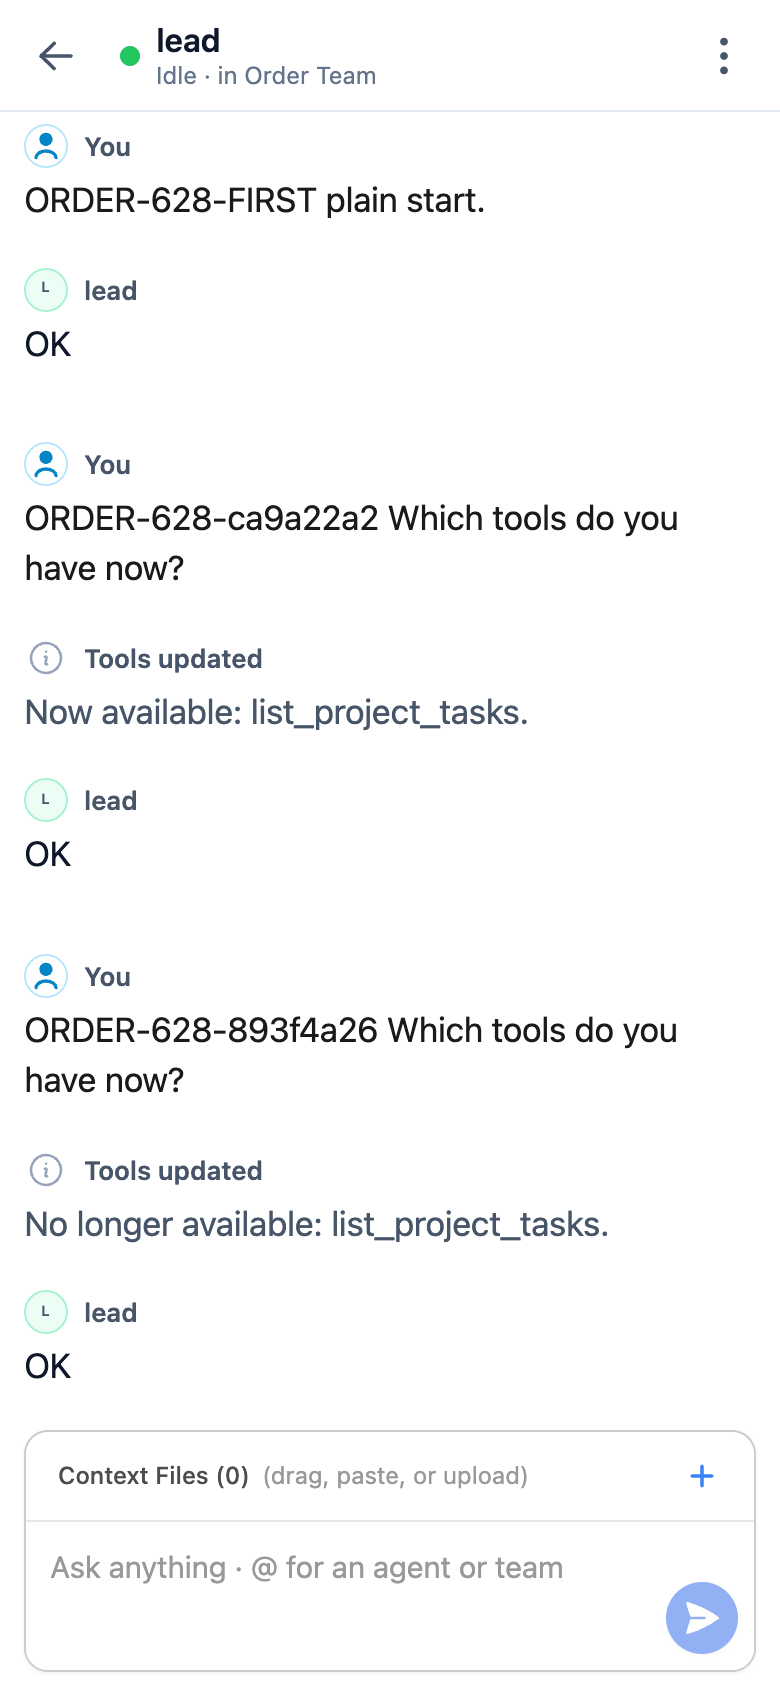 lead
Idle · in Order Team
You
ORDER-628-FIRST plain start.
L
lead
OK
You
ORDER-628-ca9a22a2 Which tools do you
have now?
Tools updated
Now available: list_project_tasks.
L
lead
OK
You
ORDER-628-893f4a26 Which tools do you
have now?
Tools updated
No longer available: list_project_tasks.
L
lead
OK
Context Files (0) (drag, paste, or upload)
Ask anything · @ for an agent or team